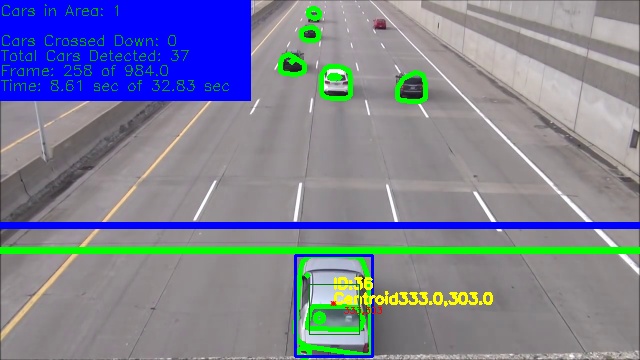 Cars in Area: 1
Cars Crossed Down: 0
Total Cars Detected: 37
Frame: 258 of 984.0
Time: 8.61 sec of 32.83 sec
ID:36
Centroid333.0,303.0